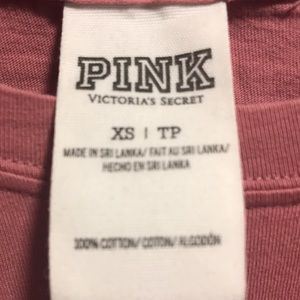 PINK
VICTORIA'S SECRET
XS | TP
MADE IN SRI LANKA/ FAIT AU SRI LANKA/
HECHO EN SRI LANKA
100% COTTON/ COTON/ ALGODÓN